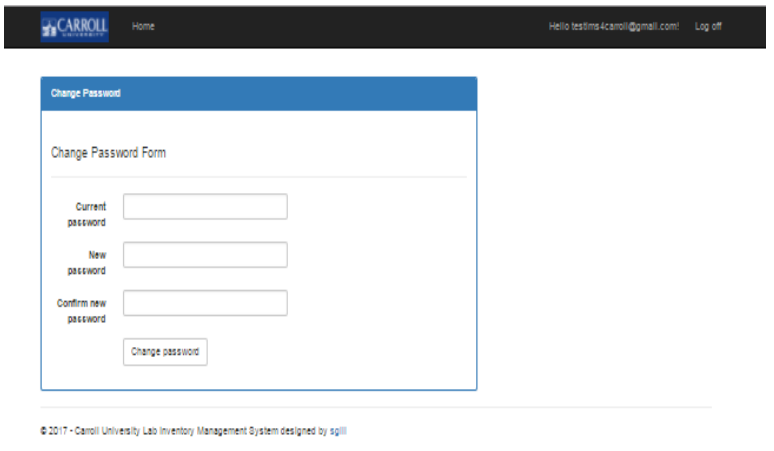 CARROLL
UNIVERSITY
Home
Hello testlms4carroll@gmail.com!
Log off
Change Password
Change Password Form
Current
password
New
password
Confirm new
password
Change password
© 2017 - Carroll University Lab Inventory Management System designed by sgill